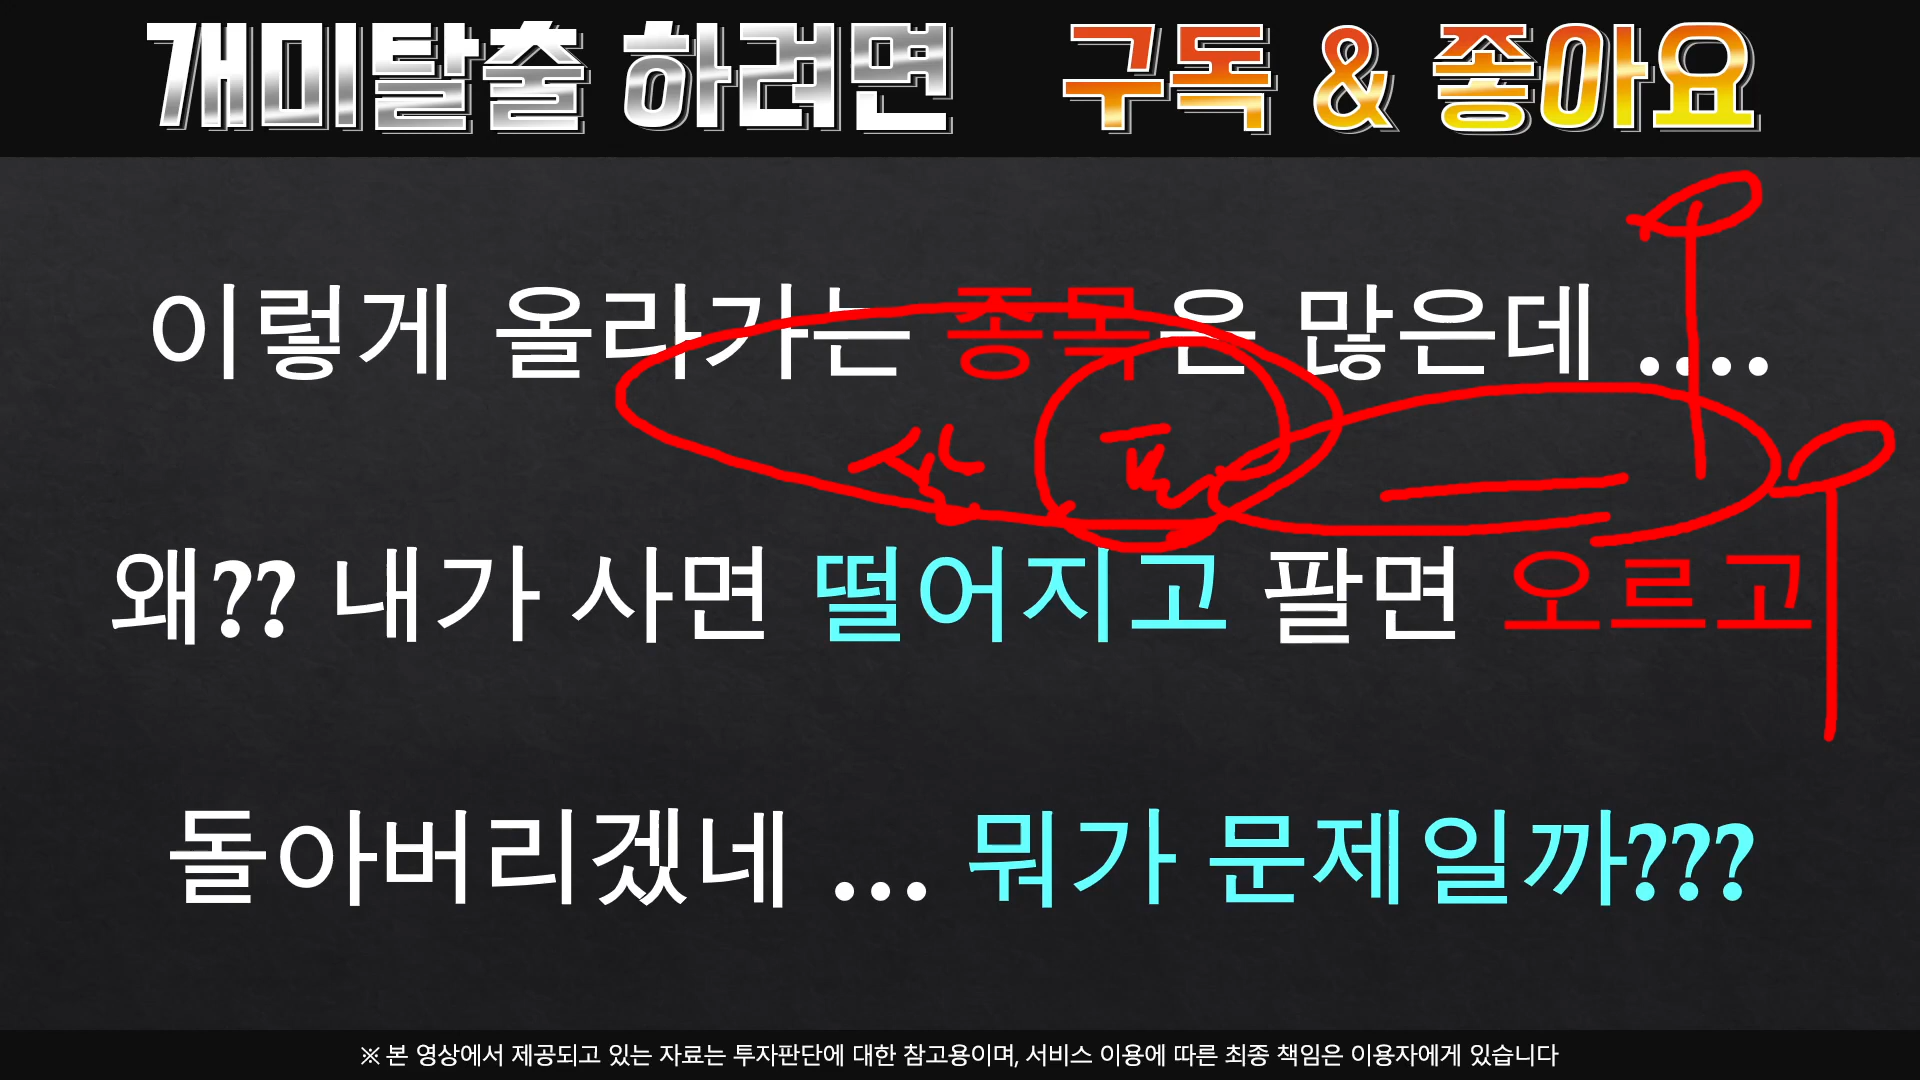 개미탈출 하려면 구독 & 좋아요
이렇게 올라가는 종목은 많은데 ....
왜?? 내가 사면 떨어지고 팔면 오르고
돌아버리겠네 ... 뭐가 문제일까???
※ 본 영상에서 제공되고 있는 자료는 투자판단에 대한 참고용이며, 서비스 이용에 따른 최종 책임은 이용자에게 있습니다